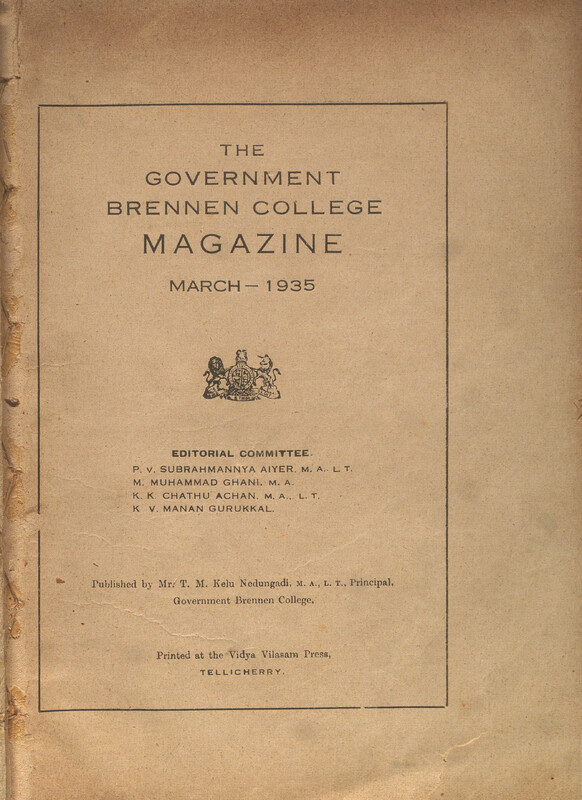 THE
GOVERNMENT
BRENNEN COLLEGE
MAGAZINE
MARCH – 1935
EDITORIAL COMMITTEE.
P. V. SUBRAHMANNYA AIYER, M. A., L. T.
M. MUHAMMAD GHANI, M. A.
K. K. CHATHU ACHAN, M. A., L. T.
K V. MANAN GURUKKAL.
Published by Mr. T. M. Kelu Nedungadi, M. A., L. T., Principal,
Government Brennen College.
Printed at the Vidya Vilasam Press,
TELLICHERRY.